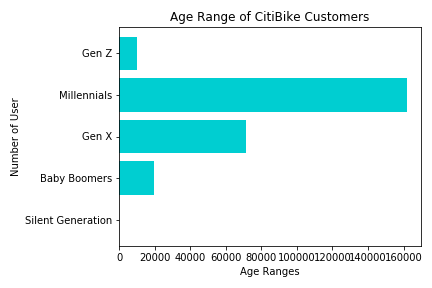 Age Range of CitiBike Customers
Number of User
Gen Z
Millennials
Gen X
Baby Boomers
Silent Generation
0 20000 40000 60000 80000 100000 120000 140000 160000
Age Ranges